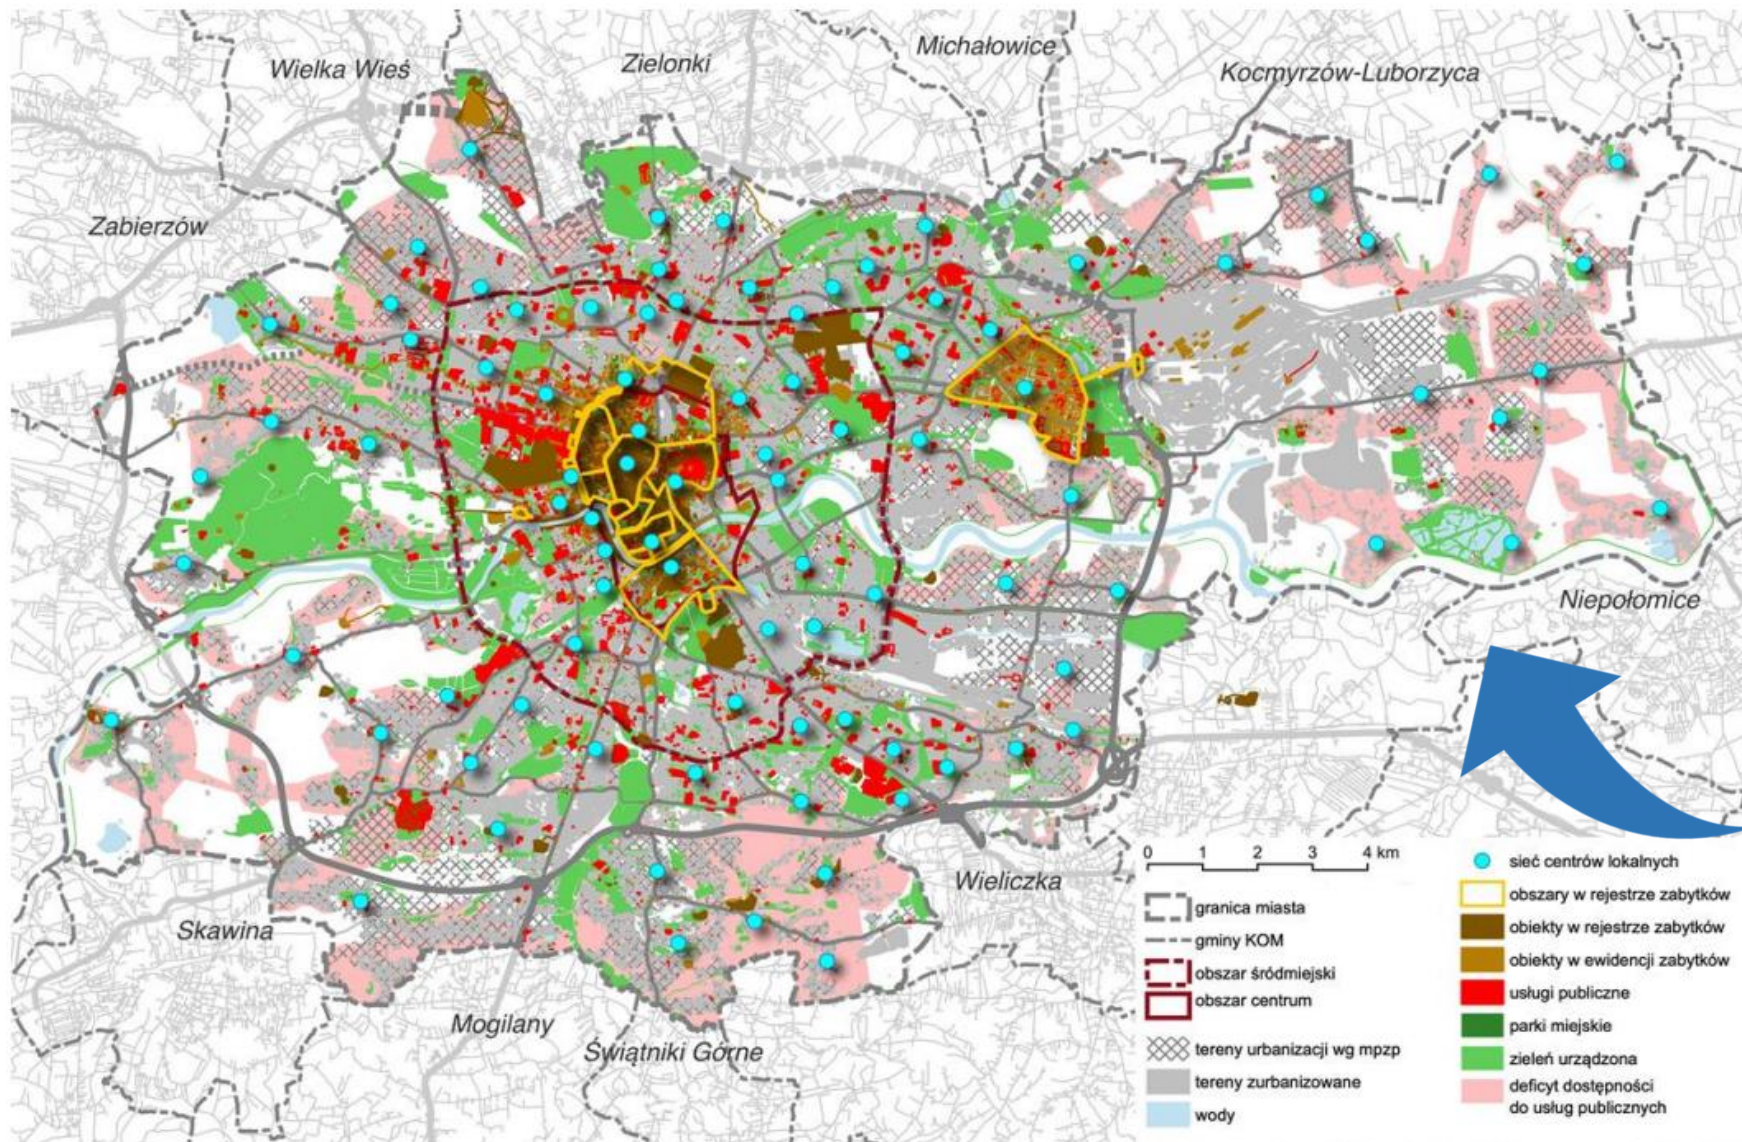 Michałowice
Wielka Wieś
Zielonki
Kocmyrzów-Luborzyca
Zabierzów
Niepołomice
Wieliczka
Skawina
Mogilany
Świątniki Górne
0 1 2 3 4 km
granica miasta
gminy KOM
obszar śródmiejski
obszar centrum
tereny urbanizacji wg mpzp
tereny zurbanizowane
wody
sieć centrów lokalnych
obszary w rejestrze zabytków
obiekty w rejestrze zabytków
obiekty w ewidencji zabytków
usługi publiczne
parki miejskie
zieleń urządzona
deficyt dostępności
do usług publicznych